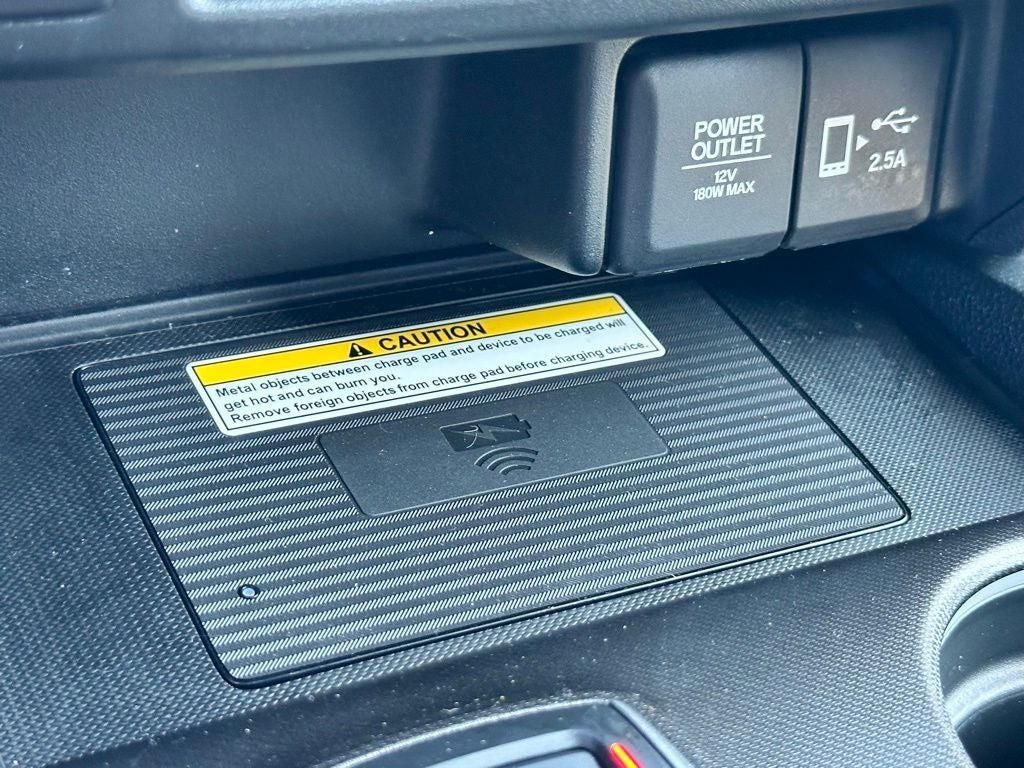 POWER
OUTLET
12V
180W MAX
2.5A
CAUTION
Metal objects between charge pad and device to be charged will
get hot and can burn you.
Remove foreign objects from charge pad before charging device.